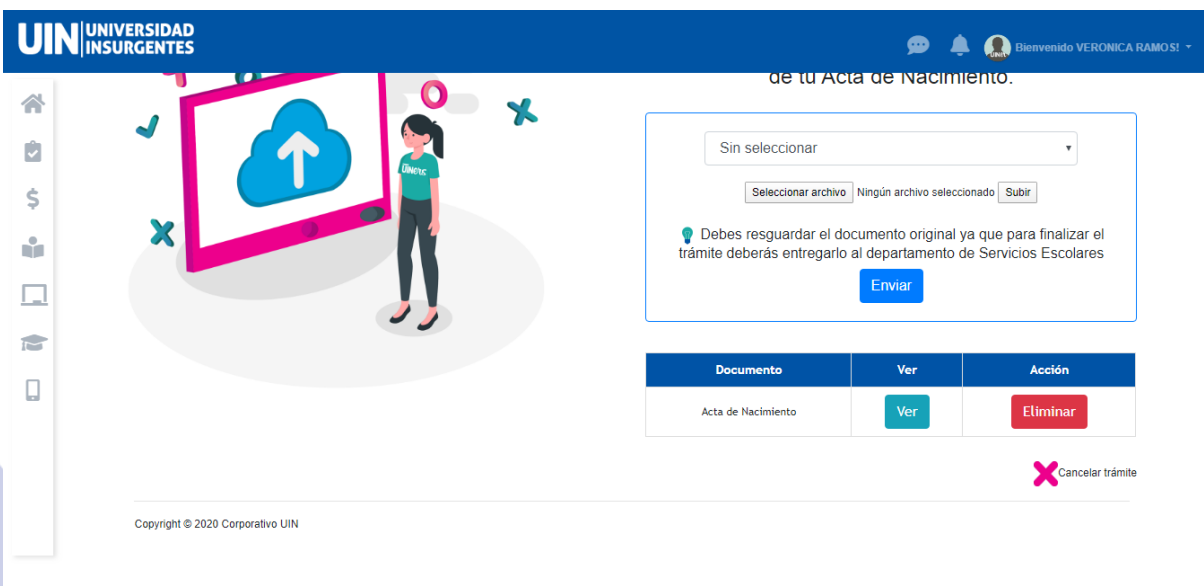 UIN UNIVERSIDAD
INSURGENTES
Bienvenido VERONICA RAMOS!
de tu Acta de Nacimiento.
Uiners
Sin seleccionar
Seleccionar archivo Ningún archivo seleccionado Subir
Debes resguardar el documento original ya que para finalizar el
trámite deberás entregarlo al departamento de Servicios Escolares
Enviar
Documento Ver Acción
Acta de Nacimiento Ver Eliminar
Cancelar trámite
Copyright © 2020 Corporativo UIN